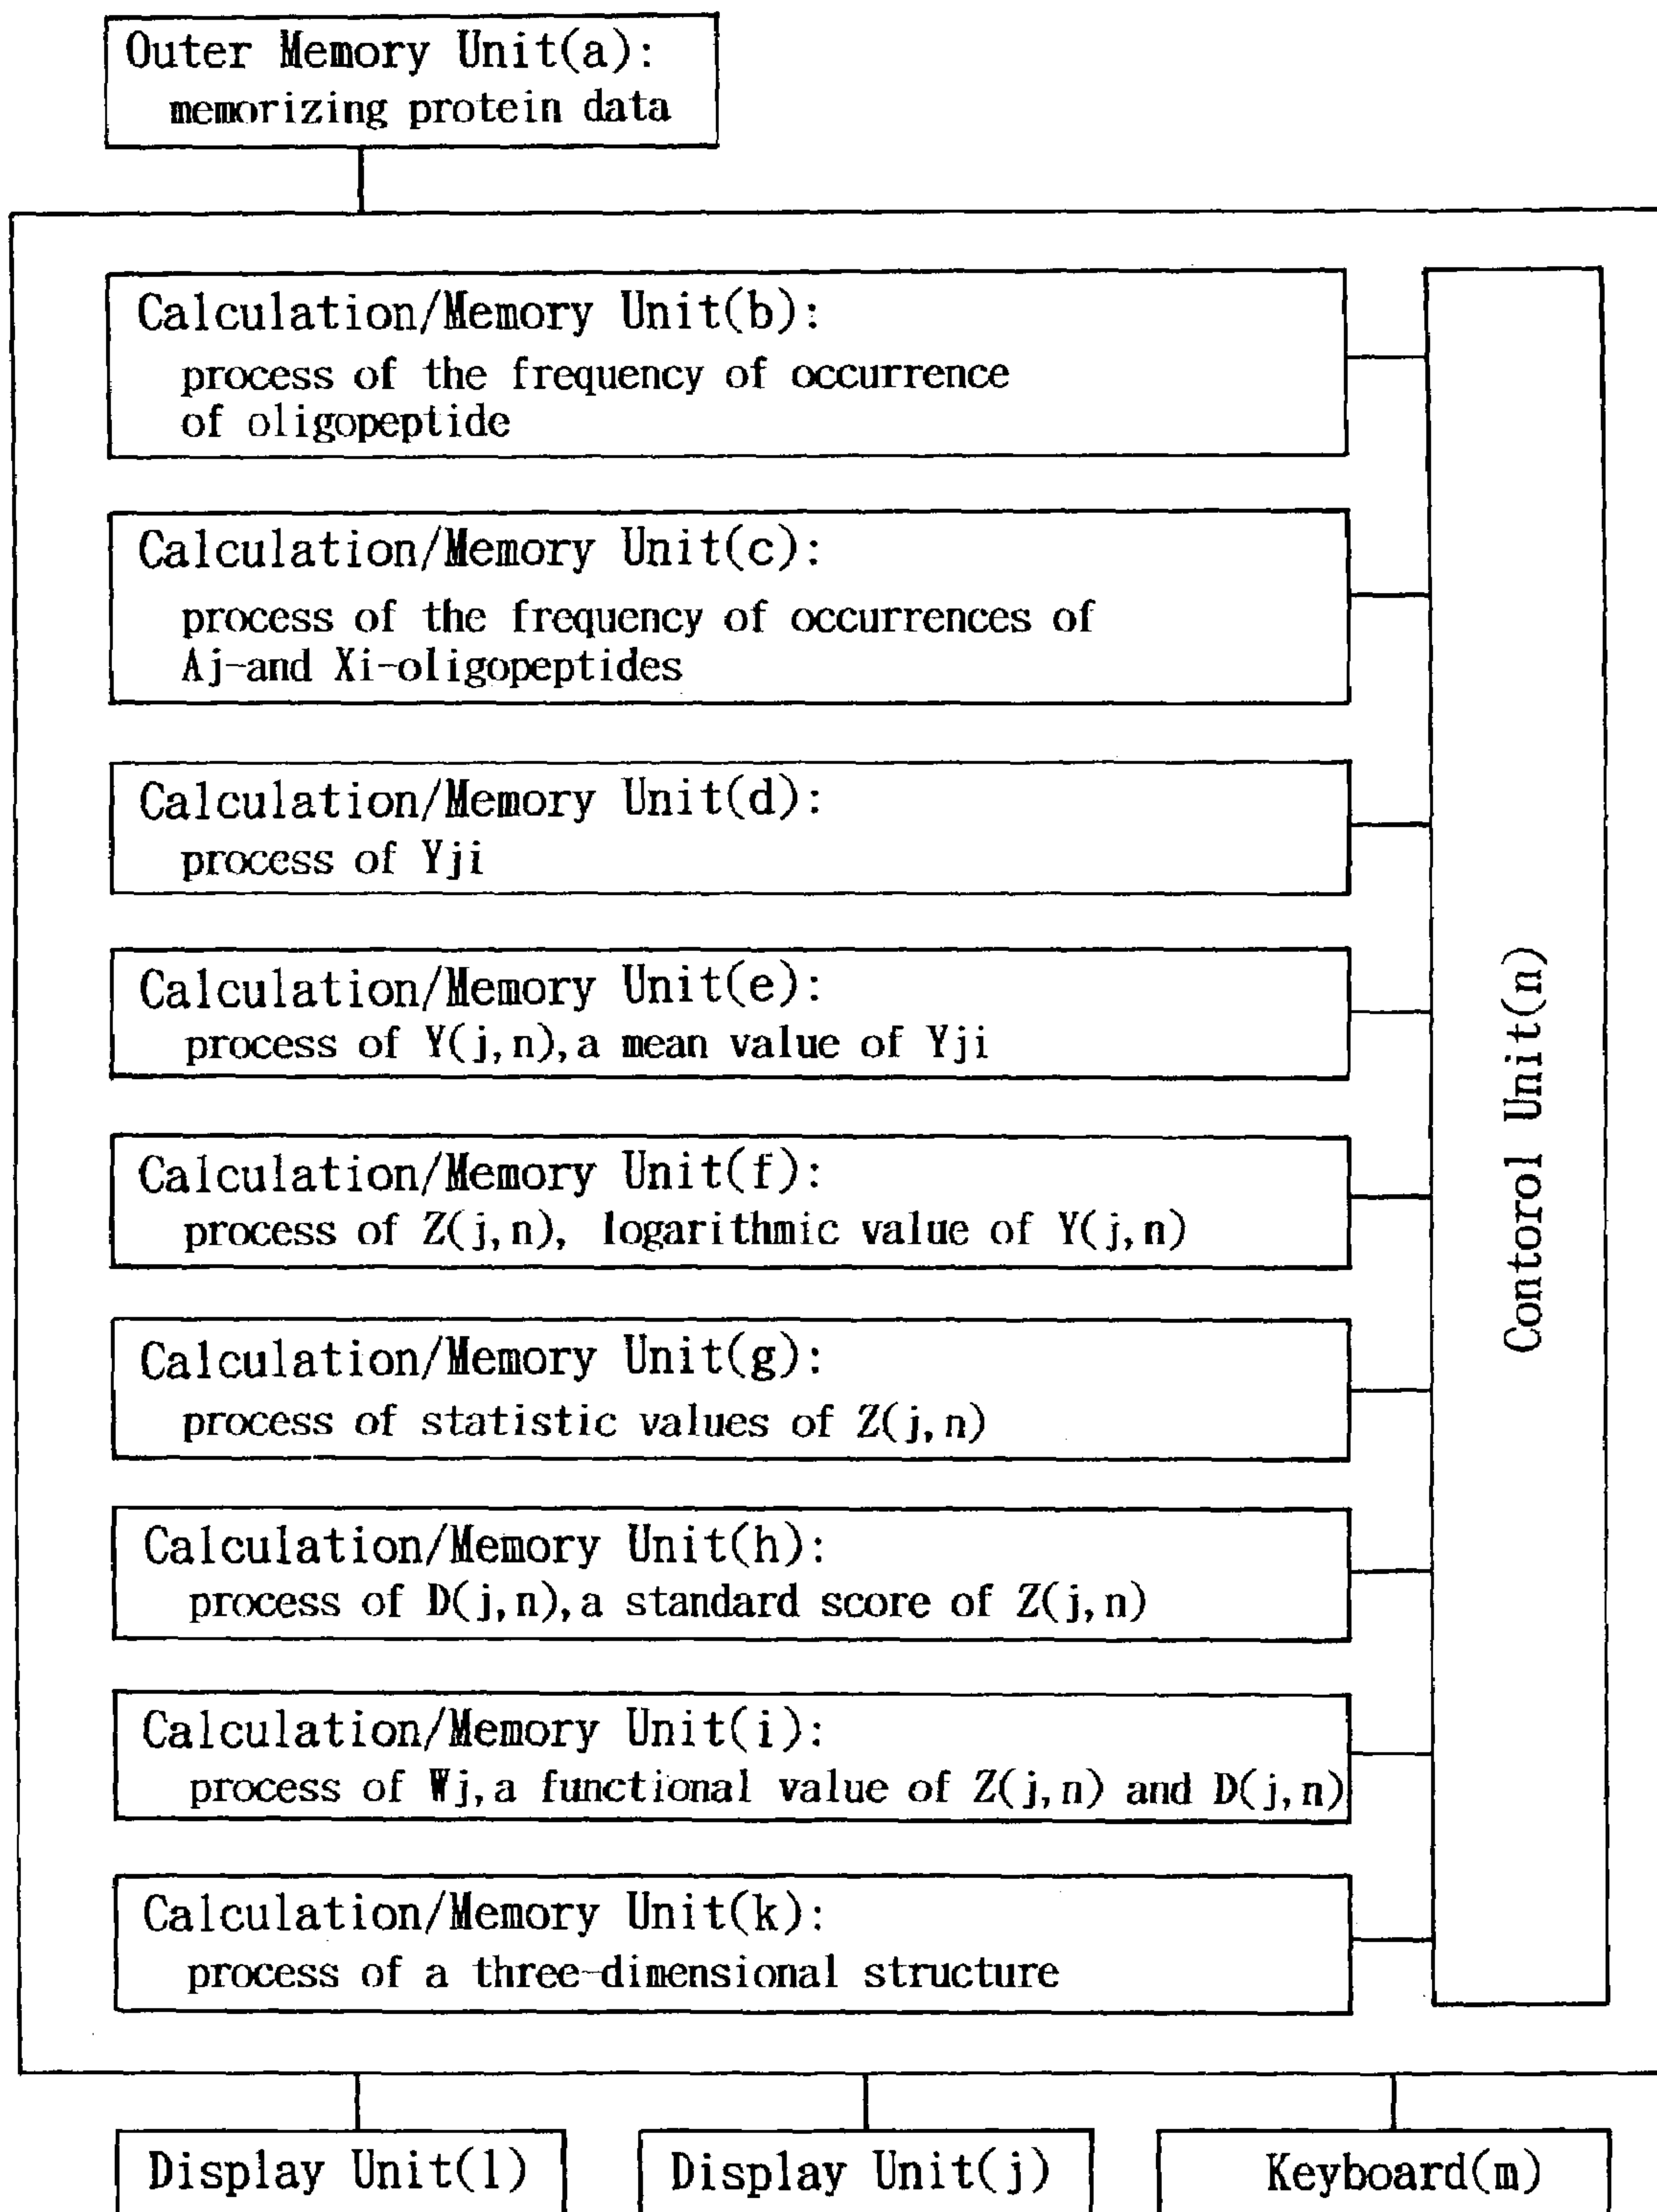 Outer Memory Unit(a):
memorizing protein data
Calculation/Memory Unit(b):
process of the frequency of occurrence
of oligopeptide
Calculation/Memory Unit(c):
process of the frequency of occurrences of
Aj-and Xi-oligopeptides
Calculation/Memory Unit(d):
process of Yji
Calculation/Memory Unit(e):
process of Y(j,n),a mean value of Yji
Calculation/Memory Unit(f):
process of Z(j,n), logarithmic value of Y(j,n)
Calculation/Memory Unit(g):
process of statistic values of Z(j,n)
Calculation/Memory Unit(h):
process of D(j,n),a standard score of Z(j,n)
Calculation/Memory Unit(i):
process of Wj,a functional value of Z(j,n) and D(j,n)
Calculation/Memory Unit(k):
process of a three-dimensional structure
Contorol Unit(n)
Display Unit(l)
Display Unit(j)
Keyboard(m)